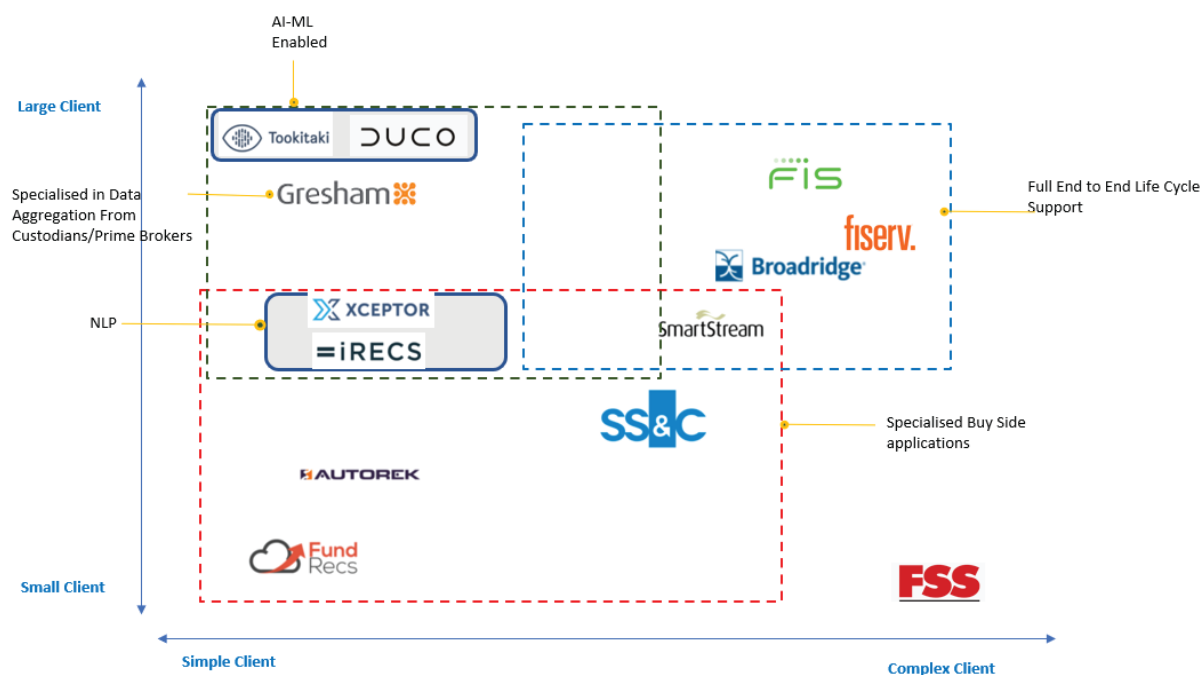 AI-ML
Enabled
Large Client
Tookitaki
DUCO
Specialised in Data
Aggregation From
Custodians/Prime Brokers
Gresham
FIS
Full End to End Life Cycle
Support
fiserv.
Broadridge
NLP
XCEPTOR
SmartStream
=iRECS
SS&C
Specialised Buy Side
applications
AUTOREK
Fund
Recs
Small Client
FSS
Simple Client
Complex Client